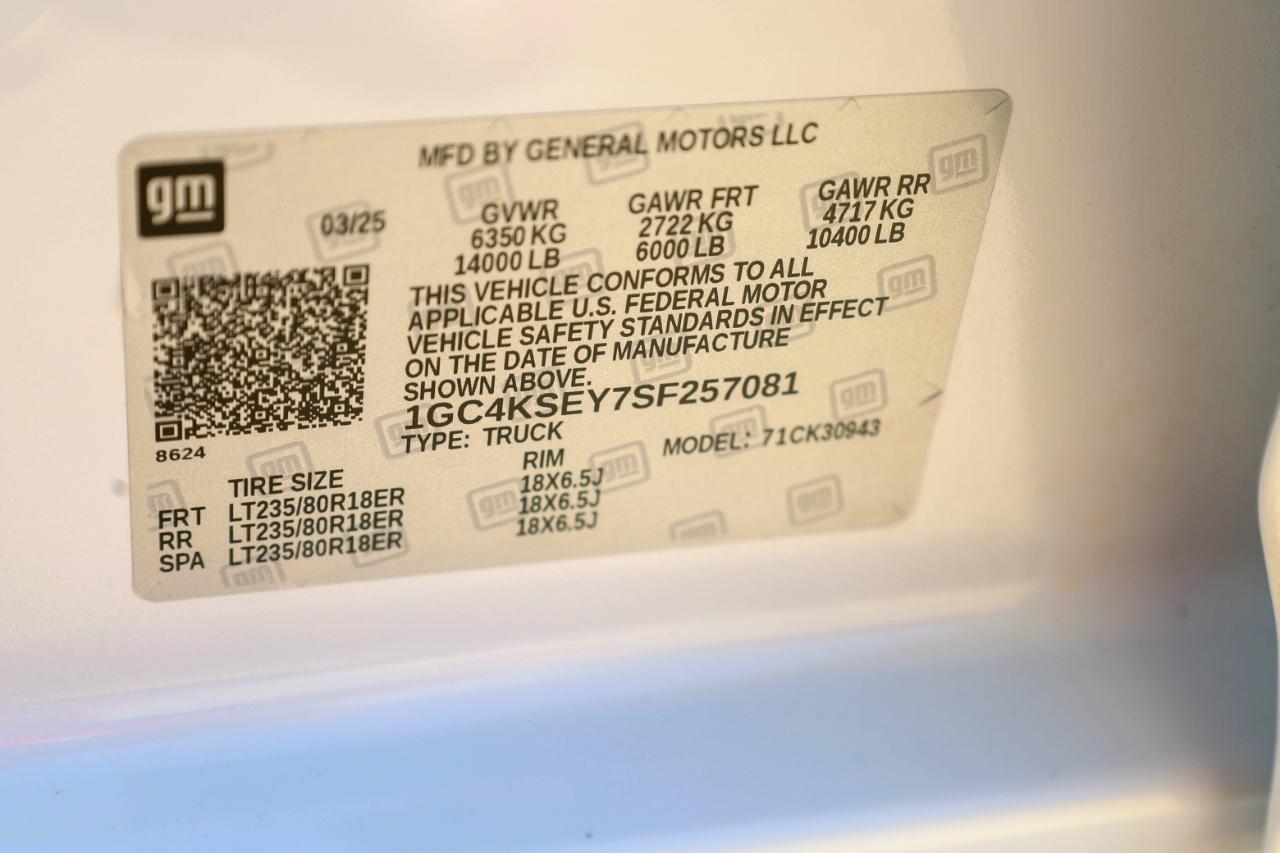 gm
MFD BY GENERAL MOTORS LLC
03/25
GVWR GAWR FRT GAWR RR
6350 KG 2722 KG 4717 KG
14000 LB 6000 LB 10400 LB
THIS VEHICLE CONFORMS TO ALL
APPLICABLE U.S. FEDERAL MOTOR
VEHICLE SAFETY STANDARDS IN EFFECT
ON THE DATE OF MANUFACTURE
SHOWN ABOVE.
1GC4KSEY7SF257081
TYPE: TRUCK MODEL: 71CK30943
8624
TIRE SIZE RIM
FRT LT235/80R18ER 18X6.5J
RR LT235/80R18ER 18X6.5J
SPA LT235/80R18ER 18X6.5J